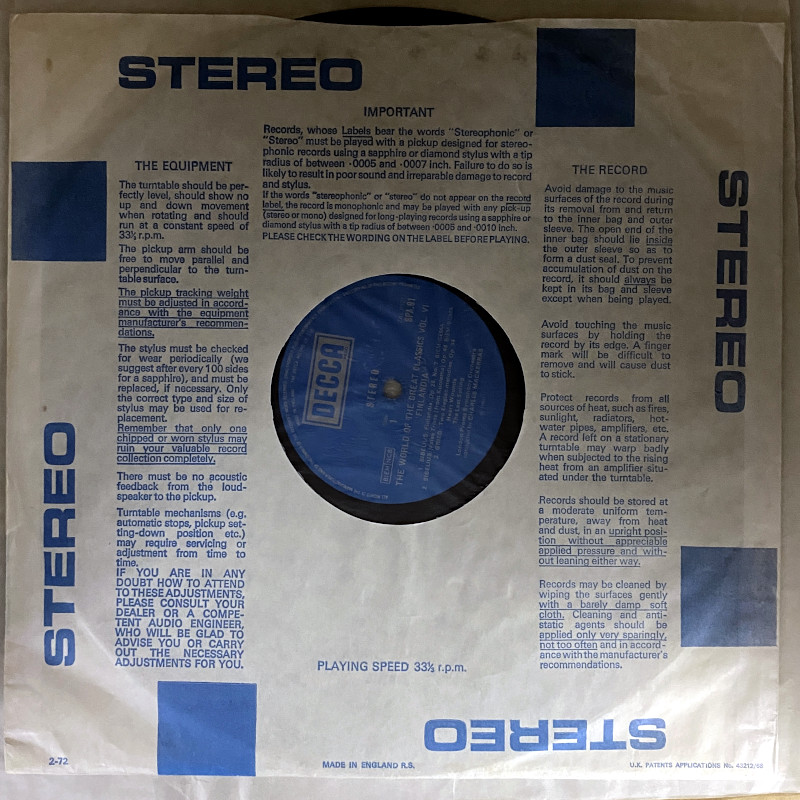 STEREO
IMPORTANT
Records, whose Labels bear the words "Stereophonic" or
"Stereo" must be played with a pickup designed for stereo-
phonic records using a sapphire or diamond stylus with a tip
radius of between ·0005 and ·0007 inch. Failure to do so is
likely to result in poor sound and irreparable damage to record
and stylus.
If the words "stereophonic" or "stereo" do not appear on the record
label, the record is monophonic and may be played with any pick-up
(stereo or mono) designed for long-playing records using a sapphire or
diamond stylus with a tip radius of between ·0005 and ·0010 inch.
PLEASE CHECK THE WORDING ON THE LABEL BEFORE PLAYING.
THE EQUIPMENT
The turntable should be per-
fectly level, should show no
up and down movement
when rotating and should
run at a constant speed of
33⅓ r.p.m.
The pickup arm should be
free to move parallel and
perpendicular to the turn-
table surface.
The pickup tracking weight
must be adjusted in accord-
ance with the equipment
manufacturer's recommen-
dations.
The stylus must be checked
for wear periodically (we
suggest after every 100 sides
for a sapphire), and must be
replaced, if necessary. Only
the correct type and size of
stylus may be used for re-
placement.
Remember that only one
chipped or worn stylus may
ruin your valuable record
collection completely.
There must be no acoustic
feedback from the loud-
speaker to the pickup.
Turntable mechanisms (e.g.
automatic stops, pickup set-
ting-down position etc.)
may require servicing or
adjustment from time to
time.
IF YOU ARE IN ANY
DOUBT HOW TO ATTEND
TO THESE ADJUSTMENTS,
PLEASE CONSULT YOUR
DEALER OR A COMPE-
TENT AUDIO ENGINEER,
WHO WILL BE GLAD TO
ADVISE YOU OR CARRY
OUT THE NECESSARY
ADJUSTMENTS FOR YOU.
THE RECORD
Avoid damage to the music
surfaces of the record during
its removal from and return
to the inner bag and outer
sleeve. The open end of the
inner bag should lie inside
the outer sleeve so as to
form a dust seal. To prevent
accumulation of dust on the
record, it should always be
kept in its bag and sleeve
except when being played.
Avoid touching the music
surfaces by holding the
record by its edge. A finger
mark will be difficult to
remove and will cause dust
to stick.
Protect records from all
sources of heat, such as fires,
sunlight, radiators, hot-
water pipes, amplifiers, etc.
A record left on a stationary
turntable may warp badly
when subjected to the rising
heat from an amplifier situ-
ated under the turntable.
Records should be stored at
a moderate uniform tem-
perature, away from heat
and dust, in an upright posi-
tion without appreciable
applied pressure and with-
out leaning either way.
Records may be cleaned by
wiping the surfaces gently
with a barely damp soft
cloth. Cleaning and anti-
static agents should be
applied only very sparingly,
not too often and in accord-
ance with the manufacturer's
recommendations.
STEREO
STEREO
DECCA
STEREO
SPA.91
THE WORLD OF THE GREAT CLASSICS VOL. VI
FINLANDIA
PLAYING SPEED 33⅓ r.p.m.
STEREO
2-72
MADE IN ENGLAND R.S.
U.K. PATENTS APPLICATIONS No. 43212/68